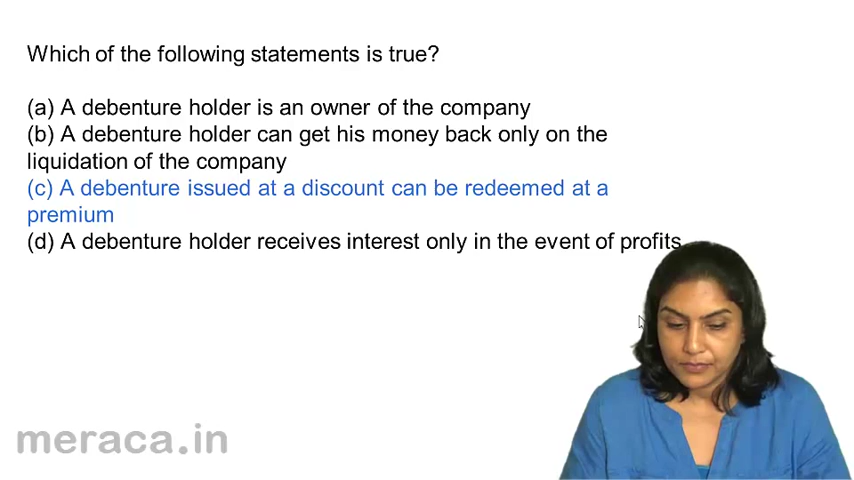 Which of the following statements is true?
(a) A debenture holder is an owner of the company
(b) A debenture holder can get his money back only on the
liquidation of the company
(c) A debenture issued at a discount can be redeemed at a
premium
(d) A debenture holder receives interest only in the event of profits
meraca.in